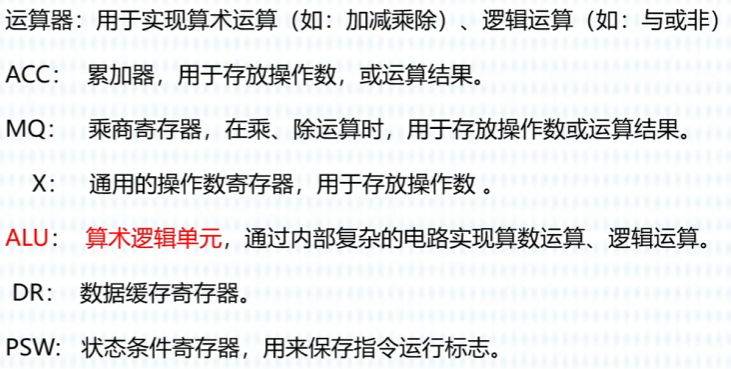 运算器：用于实现算术运算（如：加减乘除）、逻辑运算（如：与或非）
ACC： 累加器，用于存放操作数，或运算结果。
MQ： 乘商寄存器，在乘、除运算时，用于存放操作数或运算结果。
X： 通用的操作数寄存器，用于存放操作数 。
ALU： 算术逻辑单元，通过内部复杂的电路实现算数运算、逻辑运算。
DR： 数据缓存寄存器。
PSW： 状态条件寄存器，用来保存指令运行标志。